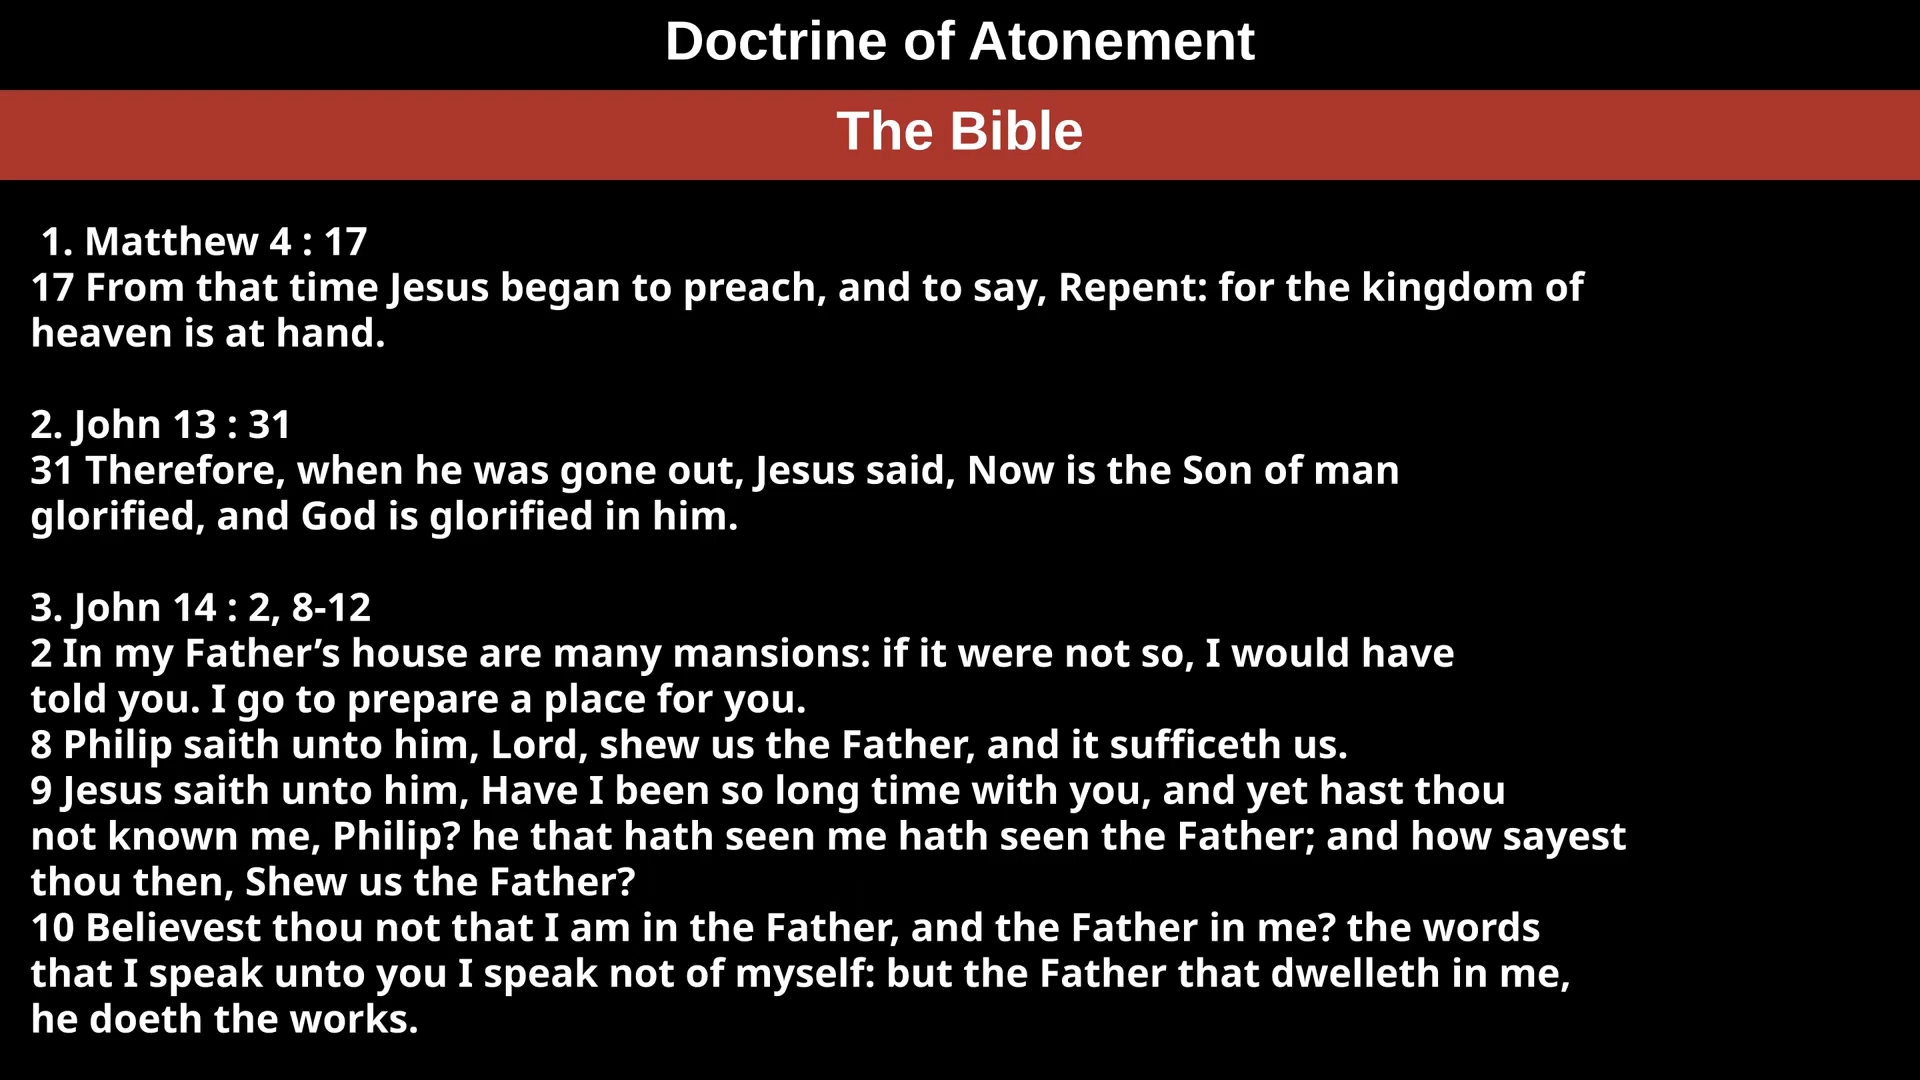 Doctrine of Atonement
The Bible
1. Matthew 4 : 17
17 From that time Jesus began to preach, and to say, Repent: for the kingdom of
heaven is at hand.
2. John 13 : 31
31 Therefore, when he was gone out, Jesus said, Now is the Son of man
glorified, and God is glorified in him.
3. John 14 : 2, 8-12
2 In my Father’s house are many mansions: if it were not so, I would have
told you. I go to prepare a place for you.
8 Philip saith unto him, Lord, shew us the Father, and it sufficeth us.
9 Jesus saith unto him, Have I been so long time with you, and yet hast thou
not known me, Philip? he that hath seen me hath seen the Father; and how sayest
thou then, Shew us the Father?
10 Believest thou not that I am in the Father, and the Father in me? the words
that I speak unto you I speak not of myself: but the Father that dwelleth in me,
he doeth the works.